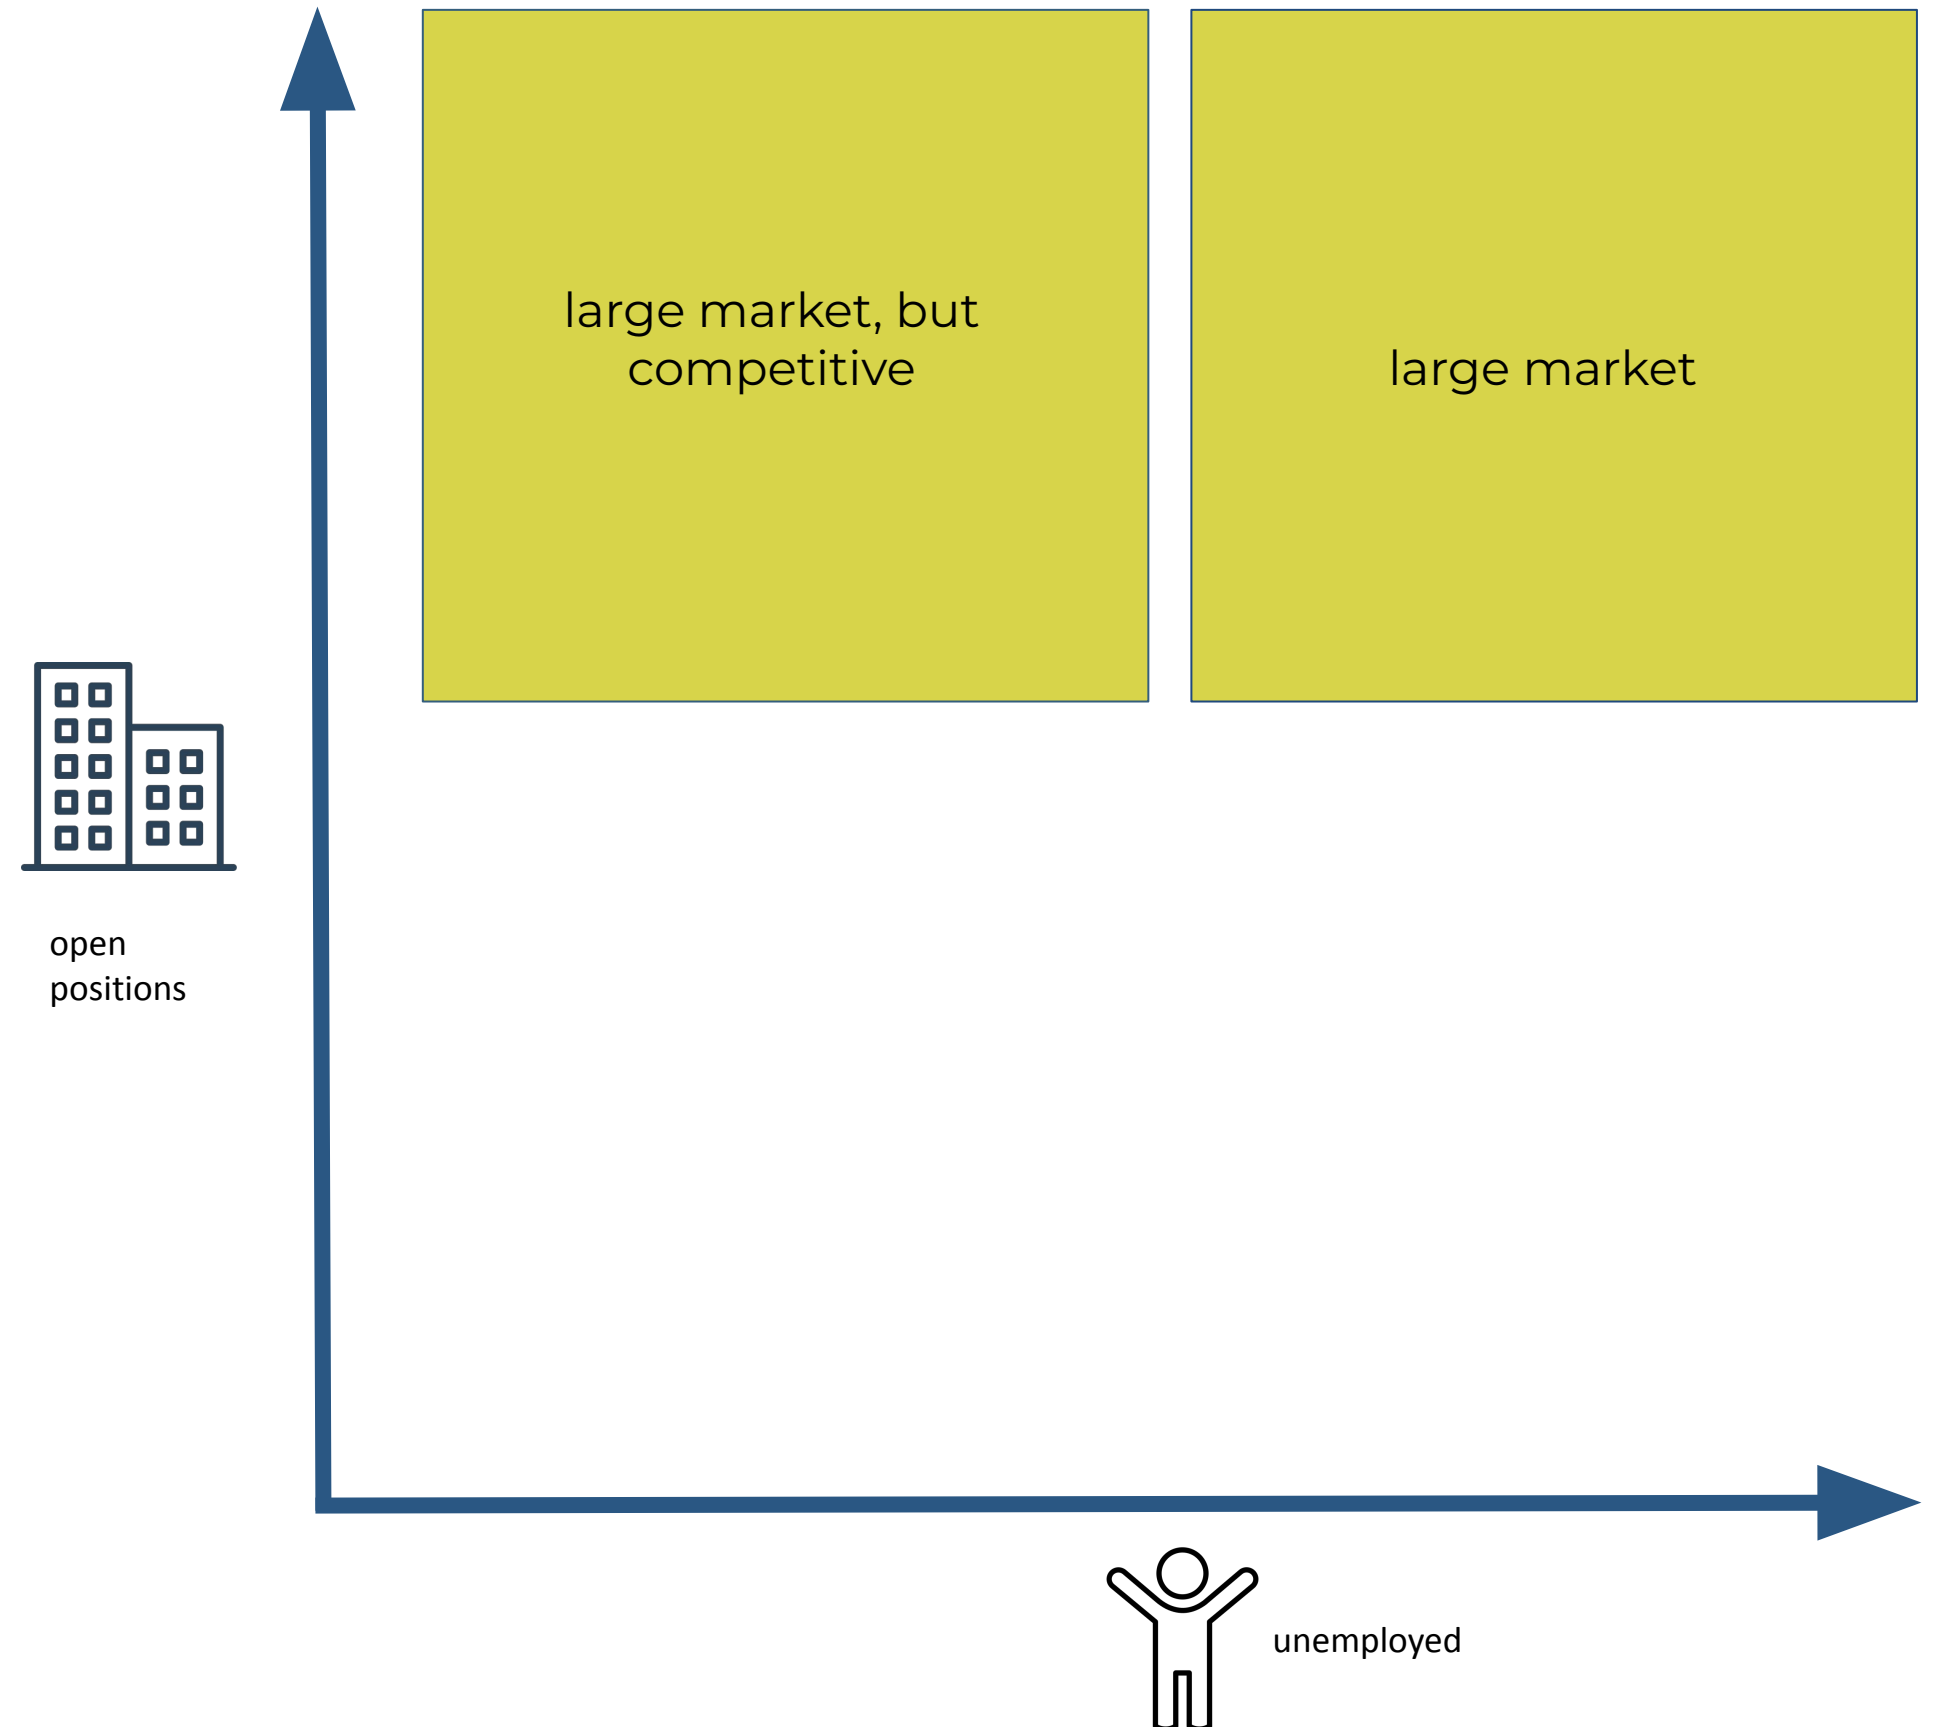 large market, but
competitive
large market
open
positions
unemployed